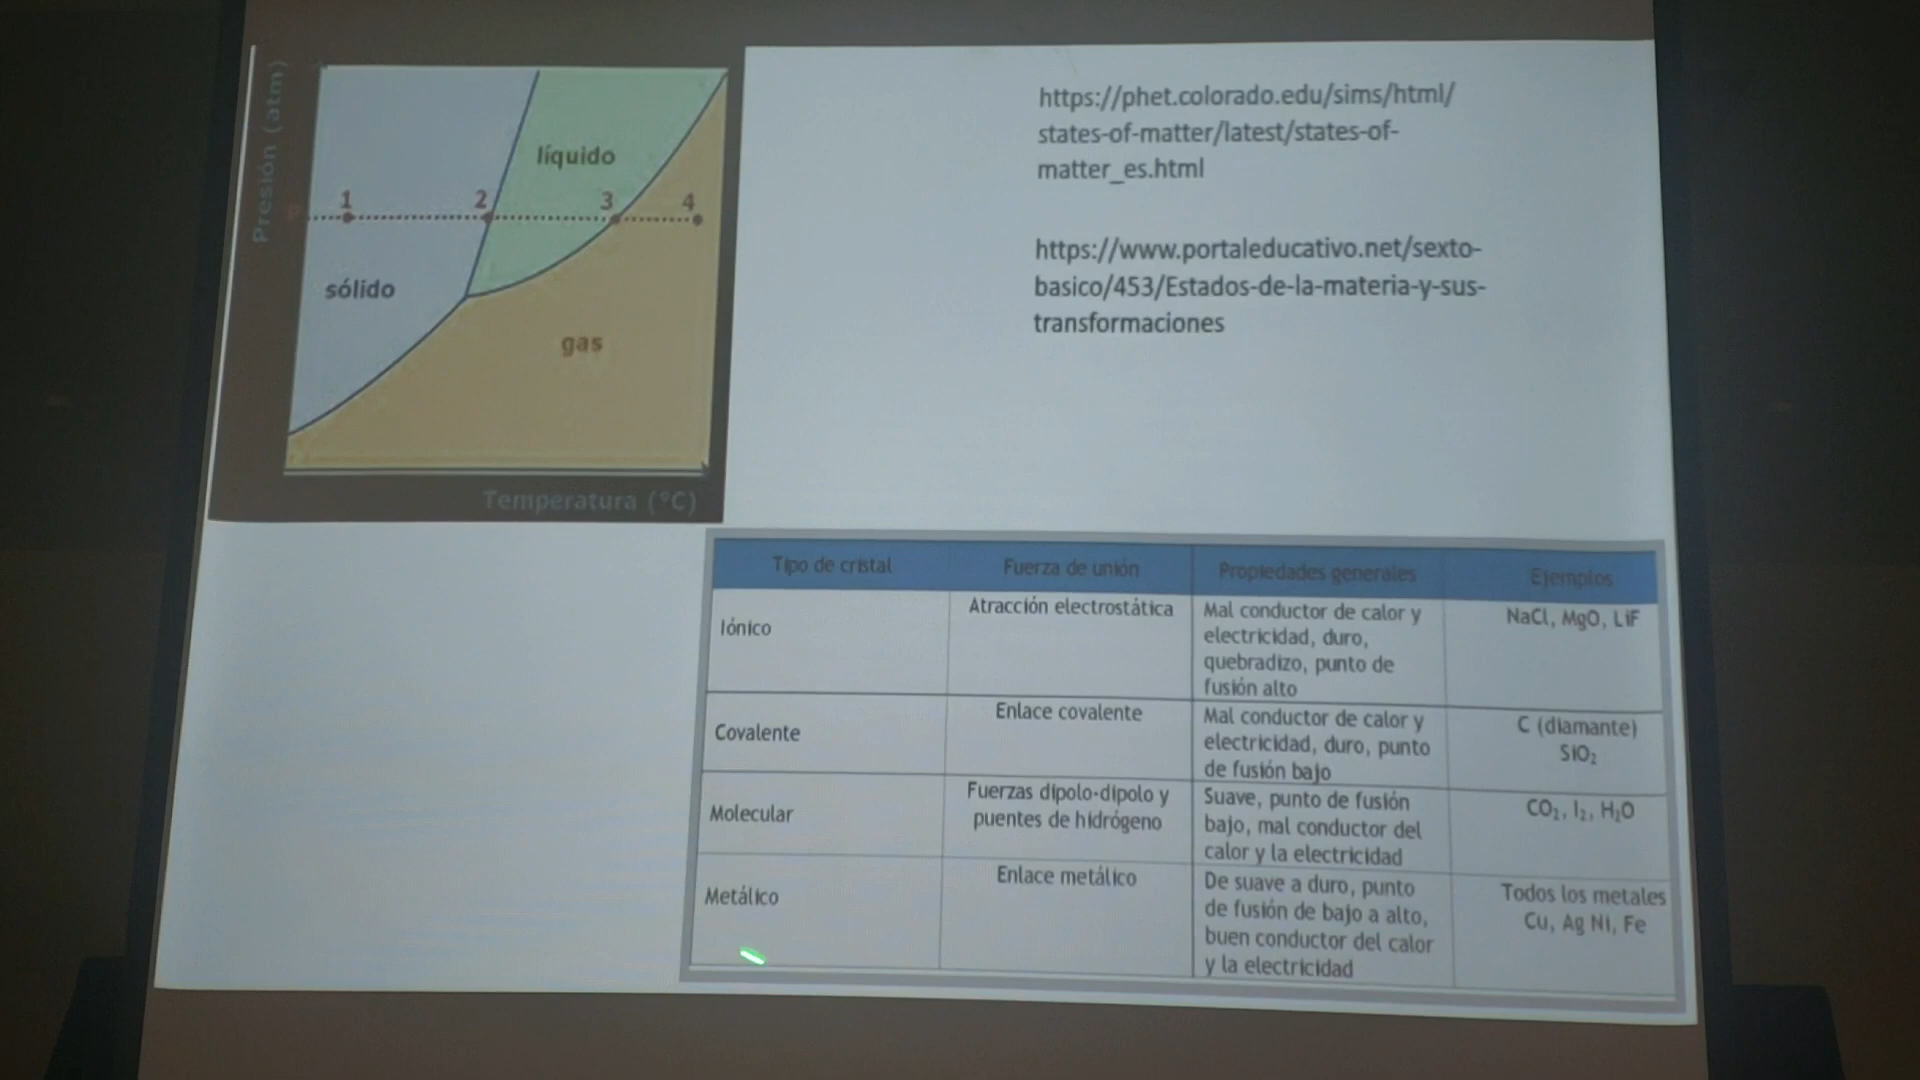 Presión (atm)
líquido
1
2
3
4
P
sólido
gas
Temperatura (°C)
https://phet.colorado.edu/sims/html/
states-of-matter/latest/states-of-
matter_es.html
https://www.portaleducativo.net/sexto-
basico/453/Estados-de-la-materia-y-sus-
transformaciones
Tipo de cristal
Fuerza de unión
Propiedades generales
Ejemplos
Iónico
Atracción electrostática
Mal conductor de calor y
electricidad, duro,
quebradizo, punto de
fusión alto
NaCl, MgO, LiF
Covalente
Enlace covalente
Mal conductor de calor y
electricidad, duro, punto
de fusión bajo
C (diamante)
SiO₂
Molecular
Fuerzas dipolo-dipolo y
puentes de hidrógeno
Suave, punto de fusión
bajo, mal conductor del
calor y la electricidad
CO₂, I₂, H₂O
Metálico
Enlace metálico
De suave a duro, punto
de fusión de bajo a alto,
buen conductor del calor
y la electricidad
Todos los metales
Cu, Ag Ni, Fe